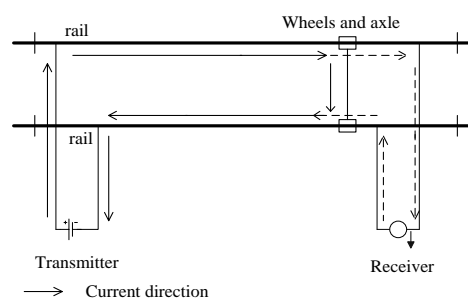 Wheels and axle
rail
rail
+ -
Transmitter
Receiver
Current direction